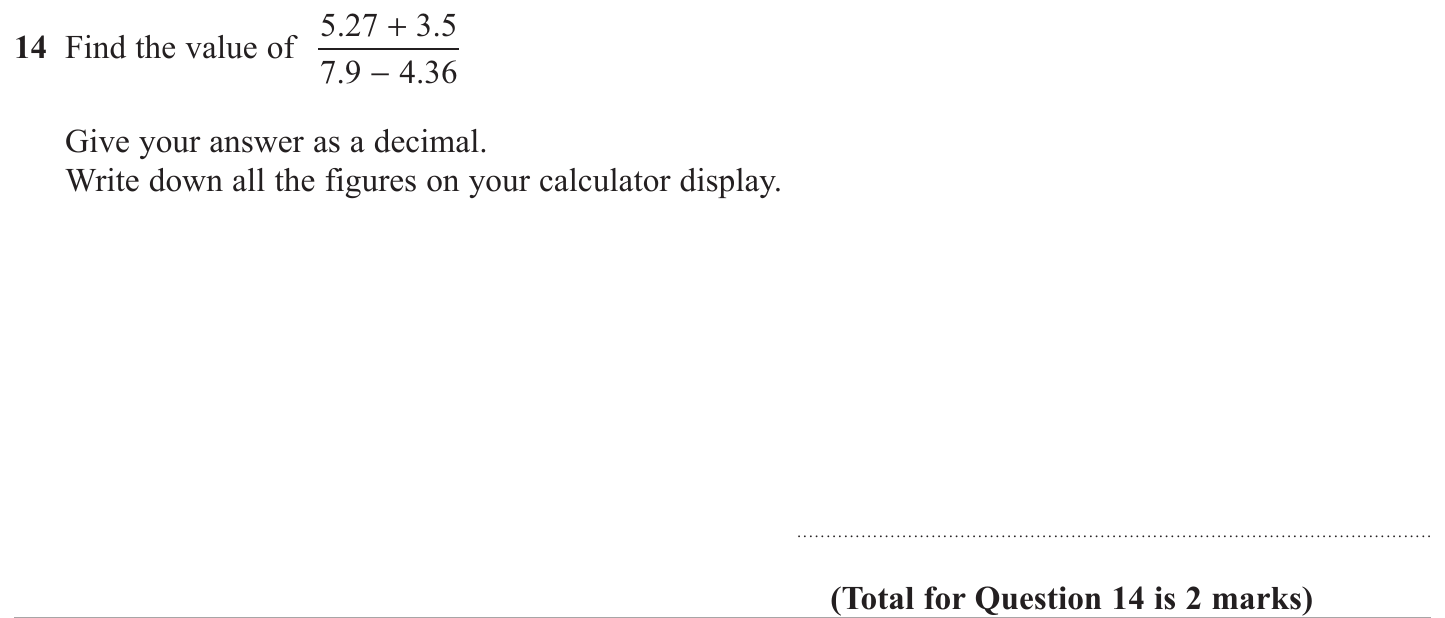 14 Find the value of (5.27 + 3.5) / (7.9 − 4.36)
Give your answer as a decimal.
Write down all the figures on your calculator display.
(Total for Question 14 is 2 marks)